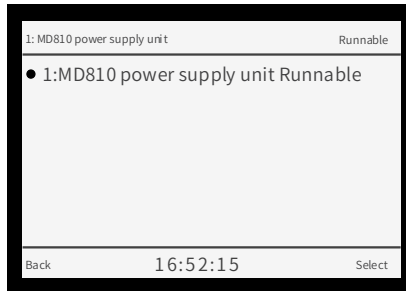 1: MD810 power supply unit Runnable
● 1:MD810 power supply unit Runnable
Back 16:52:15 Select